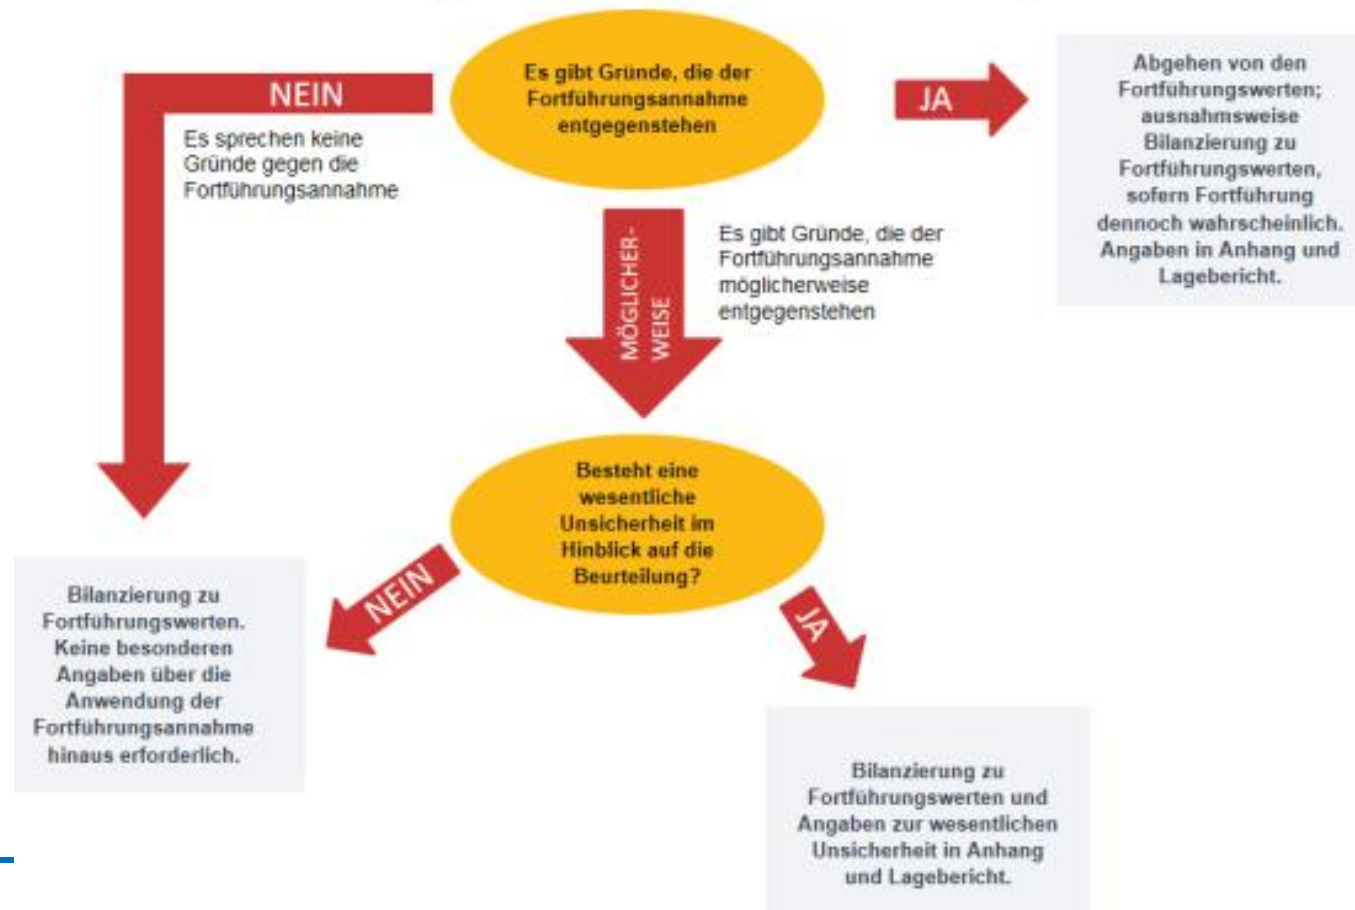 Es gibt Gründe, die der
Fortführungsannahme
entgegenstehen
NEIN
Es sprechen keine
Gründe gegen die
Fortführungsannahme
JA
Abgehen von den
Fortführungswerten;
ausnahmsweise
Bilanzierung zu
Fortführungswerten,
sofern Fortführung
dennoch wahrscheinlich.
Angaben in Anhang und
Lagebericht.
MÖGLICHER-
WEISE
Es gibt Gründe, die der
Fortführungsannahme
möglicherweise
entgegenstehen
Besteht eine
wesentliche
Unsicherheit im
Hinblick auf die
Beurteilung?
NEIN
Bilanzierung zu
Fortführungswerten.
Keine besonderen
Angaben über die
Anwendung der
Fortführungsannahme
hinaus erforderlich.
JA
Bilanzierung zu
Fortführungswerten und
Angaben zur wesentlichen
Unsicherheit in Anhang
und Lagebericht.